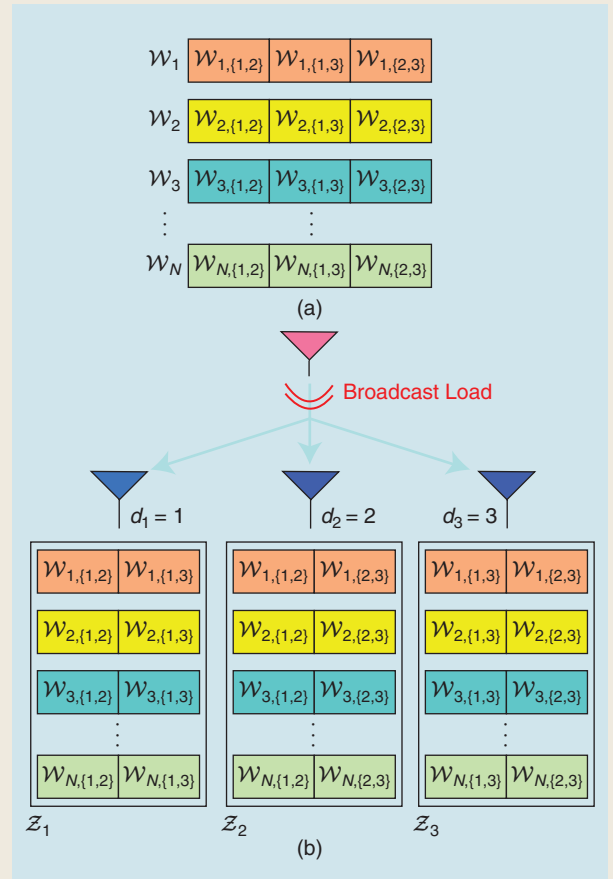 𝒲1 𝒲1,{1,2} 𝒲1,{1,3} 𝒲1,{2,3}
𝒲2 𝒲2,{1,2} 𝒲2,{1,3} 𝒲2,{2,3}
𝒲3 𝒲3,{1,2} 𝒲3,{1,3} 𝒲3,{2,3}
⋮ ⋮
𝒲N 𝒲N,{1,2} 𝒲N,{1,3} 𝒲N,{2,3}
(a)
Broadcast Load
d1 = 1 d2 = 2 d3 = 3
𝒲1,{1,2} 𝒲1,{1,3} 𝒲1,{1,2} 𝒲1,{2,3} 𝒲1,{1,3} 𝒲1,{2,3}
𝒲2,{1,2} 𝒲2,{1,3} 𝒲2,{1,2} 𝒲2,{2,3} 𝒲2,{1,3} 𝒲2,{2,3}
𝒲3,{1,2} 𝒲3,{1,3} 𝒲3,{1,2} 𝒲3,{2,3} 𝒲3,{1,3} 𝒲3,{2,3}
⋮ ⋮ ⋮
𝒲N,{1,2} 𝒲N,{1,3} 𝒲N,{1,2} 𝒲N,{2,3} 𝒲N,{1,3} 𝒲N,{2,3}
𝒵1 𝒵2 𝒵3
(b)